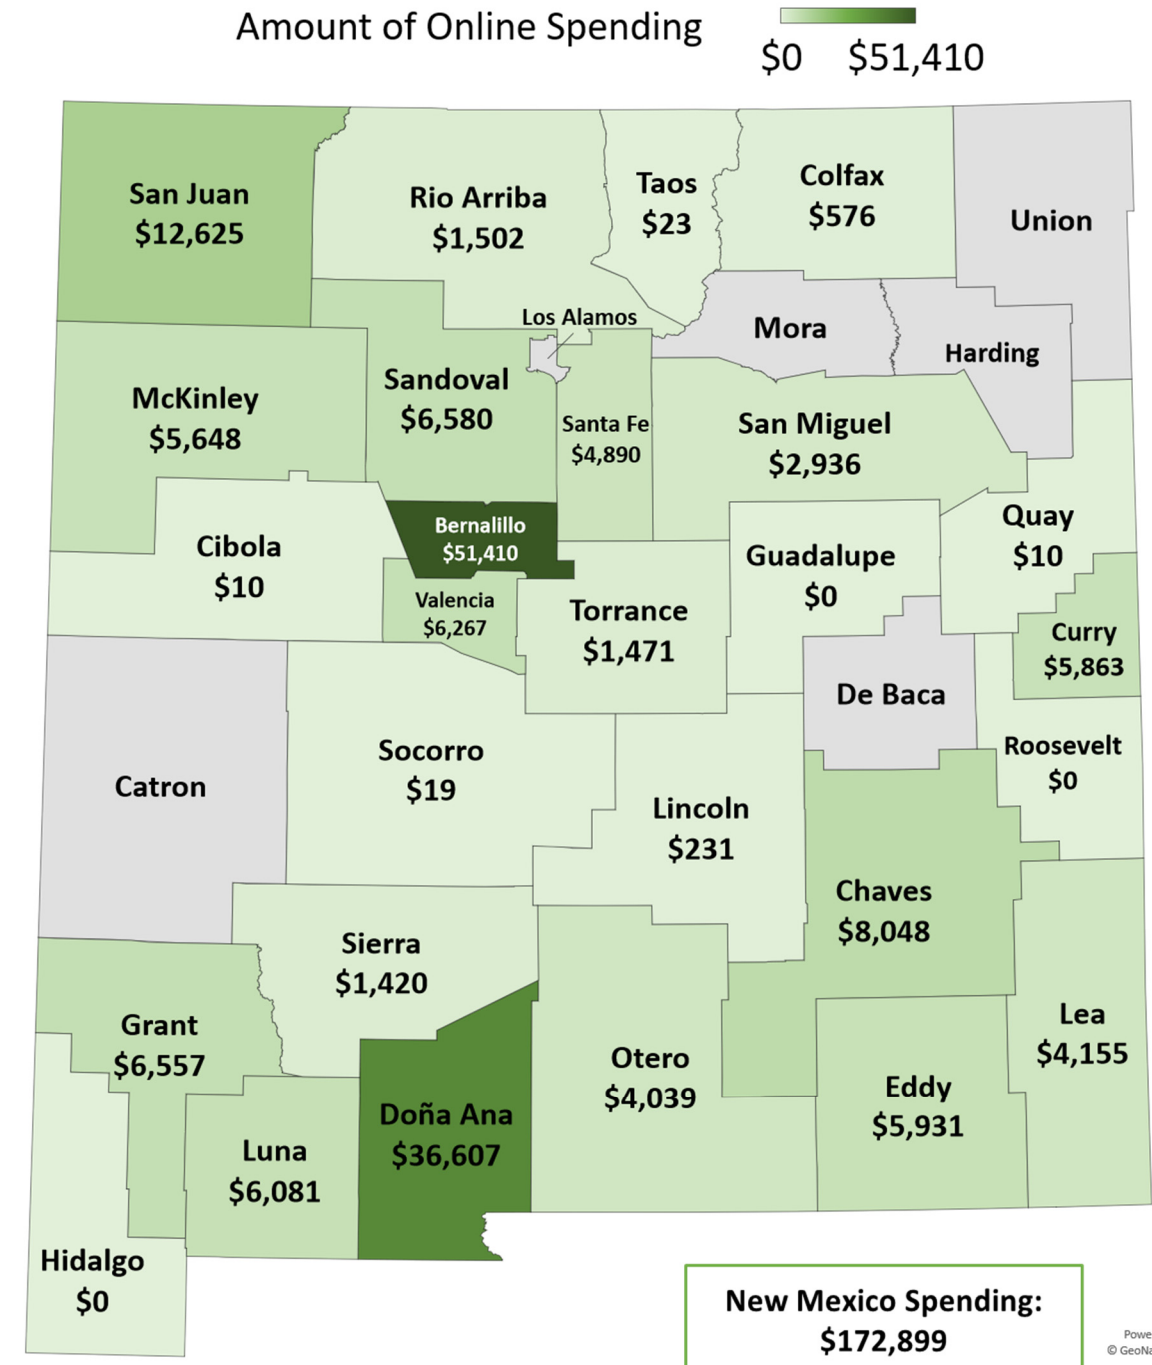 Amount of Online Spending
$0 $51,410
San Juan
$12,625
Rio Arriba
$1,502
Taos
$23
Colfax
$576
Union
Los Alamos
Mora
Harding
McKinley
$5,648
Sandoval
$6,580
Santa Fe
$4,890
San Miguel
$2,936
Quay
$10
Cibola
$10
Bernalillo
$51,410
Guadalupe
$0
Valencia
$6,267
Torrance
$1,471
Curry
$5,863
De Baca
Catron
Socorro
$19
Roosevelt
$0
Lincoln
$231
Chaves
$8,048
Sierra
$1,420
Grant
$6,557
Lea
$4,155
Otero
$4,039
Eddy
$5,931
Doña Ana
$36,607
Luna
$6,081
Hidalgo
$0
New Mexico Spending:
$172,899
Powe
© GeoNa